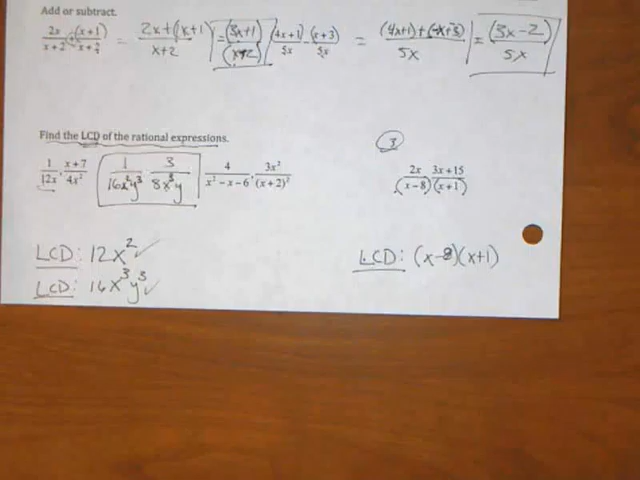 Add or subtract.
2x/(x+2) + (x+1)/(x+2) = (2x+(x+1))/(x+2) = (3x+1)/(x+2) (4x+1)/5x - (x+3)/5x = ((4x+1)+(-x+3))/5x = (3x-2)/5x
Find the LCD of the rational expressions.
3
1/12x, (x+7)/4x² 1/16x²y³ 3/8x³y 4/(x²-x-6), 3x²/(x+2)² 2x/(x-8) (3x+15)/(x+1)
LCD: 12x² ✓ LCD: (x-8)(x+1)
LCD: 16x³y³ ✓